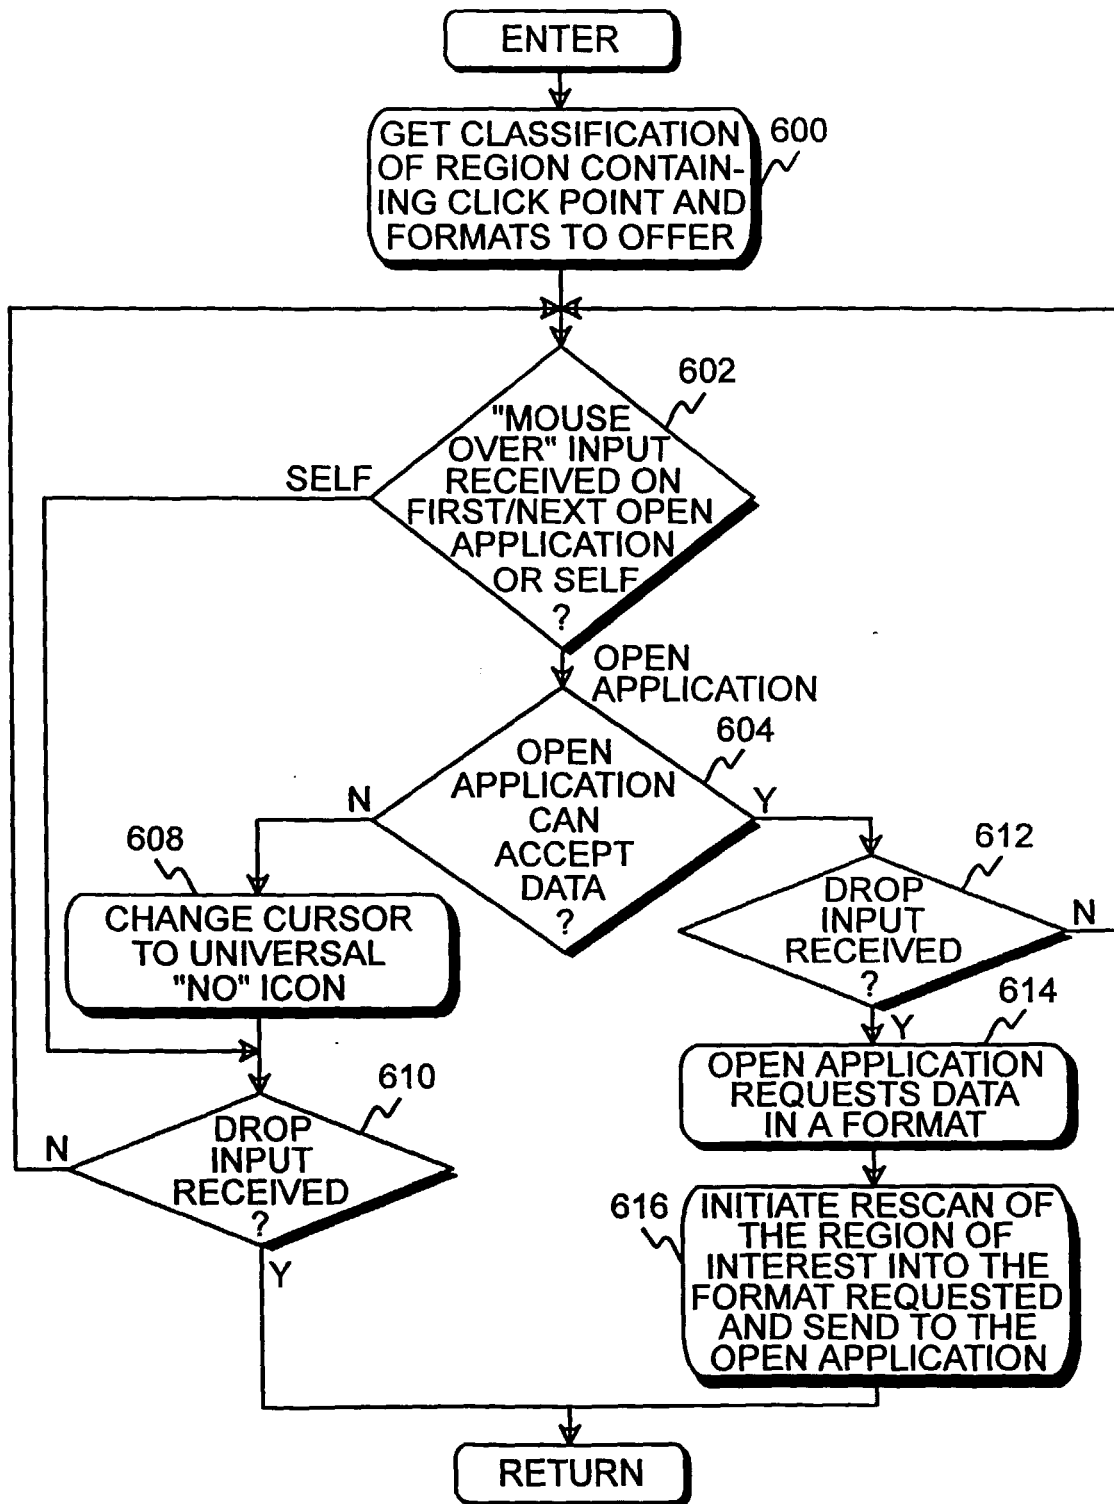 ENTER
GET CLASSIFICATION
OF REGION CONTAIN-
ING CLICK POINT AND
FORMATS TO OFFER
600
602
"MOUSE
OVER" INPUT
RECEIVED ON
FIRST/NEXT OPEN
APPLICATION
OR SELF
?
SELF
OPEN
APPLICATION
604
OPEN
APPLICATION
CAN
ACCEPT
DATA
?
N
Y
608
CHANGE CURSOR
TO UNIVERSAL
"NO" ICON
612
DROP
INPUT
RECEIVED
?
N
Y
614
OPEN APPLICATION
REQUESTS DATA
IN A FORMAT
610
DROP
INPUT
RECEIVED
?
N
Y
616
INITIATE RESCAN OF
THE REGION OF
INTEREST INTO THE
FORMAT REQUESTED
AND SEND TO THE
OPEN APPLICATION
RETURN